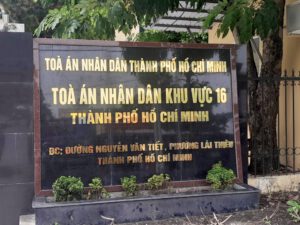 TOÀ ÁN NHÂN DÂN THÀNH PHỐ HỒ CHÍ MINH
TOÀ ÁN NHÂN DÂN KHU VỰC 16
THÀNH PHỐ HỒ CHÍ MINH
ĐC: ĐƯỜNG NGUYỄN VĂN TIẾT, PHƯỜNG LÁI THIÊU
THÀNH PHỐ HỒ CHÍ MINH